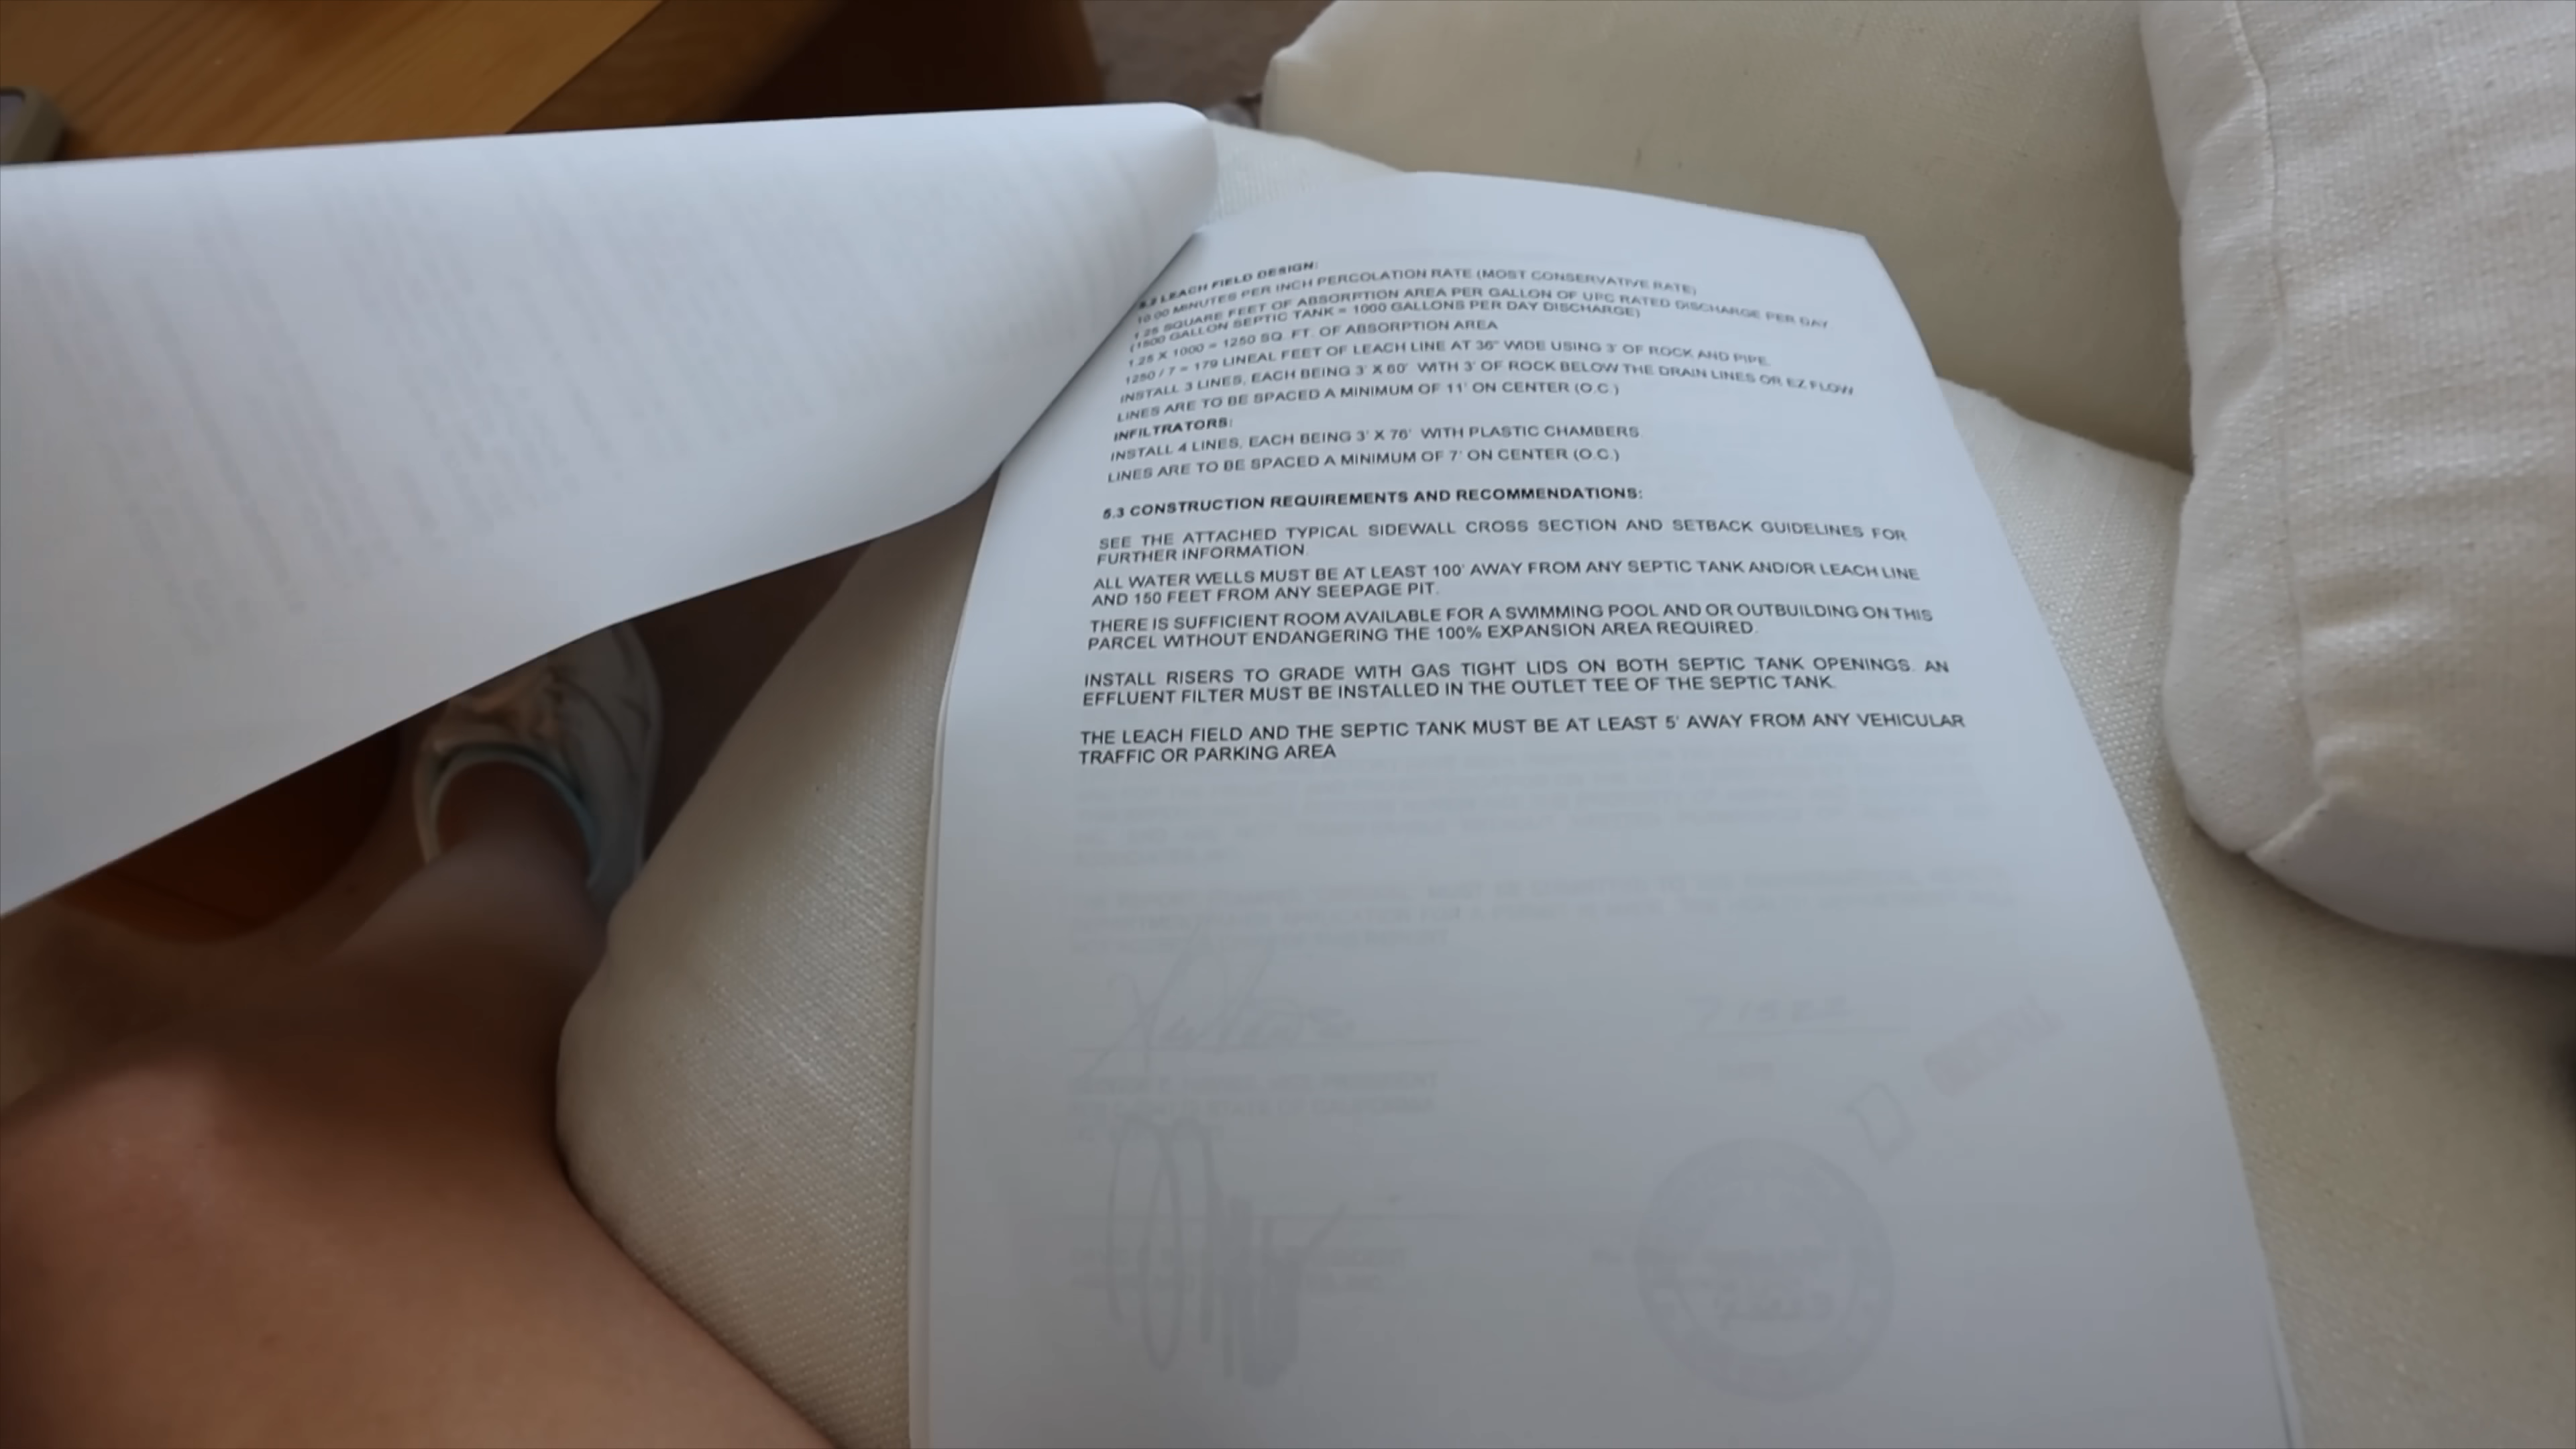 5.2 LEACH FIELD DESIGN:
10.00 MINUTES PER INCH PERCOLATION RATE (MOST CONSERVATIVE RATE)
1.25 SQUARE FEET OF ABSORPTION AREA PER GALLON OF UPC RATED DISCHARGE PER DAY
(1500 GALLON SEPTIC TANK = 1000 GALLONS PER DAY DISCHARGE)
1.25 X 1000 = 1250 SQ. FT. OF ABSORPTION AREA
1250 / 7 = 179 LINEAL FEET OF LEACH LINE AT 36" WIDE USING 3' OF ROCK AND PIPE.
INSTALL 3 LINES, EACH BEING 3' X 60' WITH 3' OF ROCK BELOW THE DRAIN LINES OR EZ FLOW
LINES ARE TO BE SPACED A MINIMUM OF 11' ON CENTER (O.C.)
INFILTRATORS:
INSTALL 4 LINES, EACH BEING 3' X 76' WITH PLASTIC CHAMBERS.
LINES ARE TO BE SPACED A MINIMUM OF 7' ON CENTER (O.C.)
5.3 CONSTRUCTION REQUIREMENTS AND RECOMMENDATIONS:
SEE THE ATTACHED TYPICAL SIDEWALL CROSS SECTION AND SETBACK GUIDELINES FOR
FURTHER INFORMATION.
ALL WATER WELLS MUST BE AT LEAST 100' AWAY FROM ANY SEPTIC TANK AND/OR LEACH LINE
AND 150 FEET FROM ANY SEEPAGE PIT.
THERE IS SUFFICIENT ROOM AVAILABLE FOR A SWIMMING POOL AND OR OUTBUILDING ON THIS
PARCEL WITHOUT ENDANGERING THE 100% EXPANSION AREA REQUIRED.
INSTALL RISERS TO GRADE WITH GAS TIGHT LIDS ON BOTH SEPTIC TANK OPENINGS. AN
EFFLUENT FILTER MUST BE INSTALLED IN THE OUTLET TEE OF THE SEPTIC TANK.
THE LEACH FIELD AND THE SEPTIC TANK MUST BE AT LEAST 5' AWAY FROM ANY VEHICULAR
TRAFFIC OR PARKING AREA